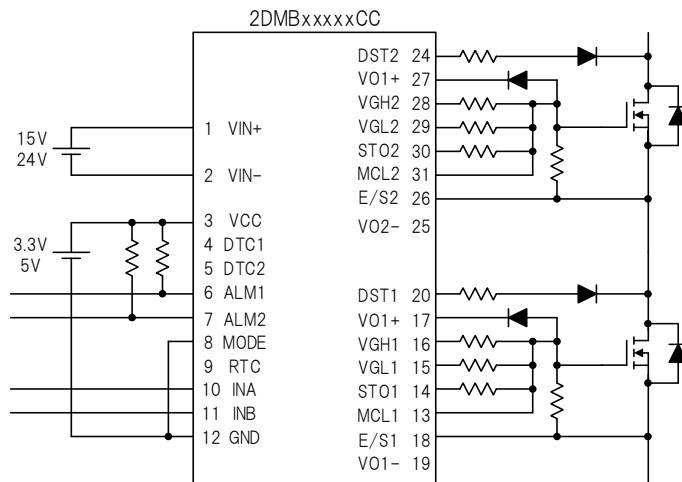 2DMBxxxxxCC
15V
24V
1 VIN+
2 VIN-
3.3V
5V
3 VCC
4 DTC1
5 DTC2
6 ALM1
7 ALM2
8 MODE
9 RTC
10 INA
11 INB
12 GND
DST2 24
VO1+ 27
VGH2 28
VGL2 29
STO2 30
MCL2 31
E/S2 26
VO2- 25
DST1 20
VO1+ 17
VGH1 16
VGL1 15
STO1 14
MCL1 13
E/S1 18
VO1- 19